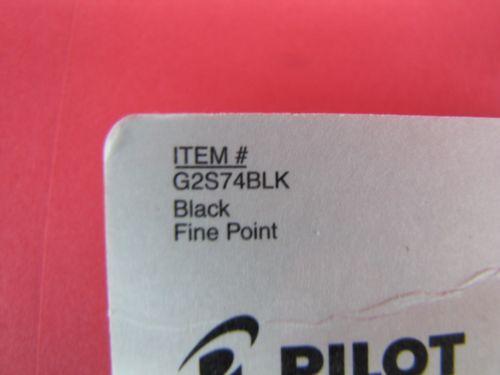 ITEM #
G2S74BLK
Black
Fine Point
PILOT